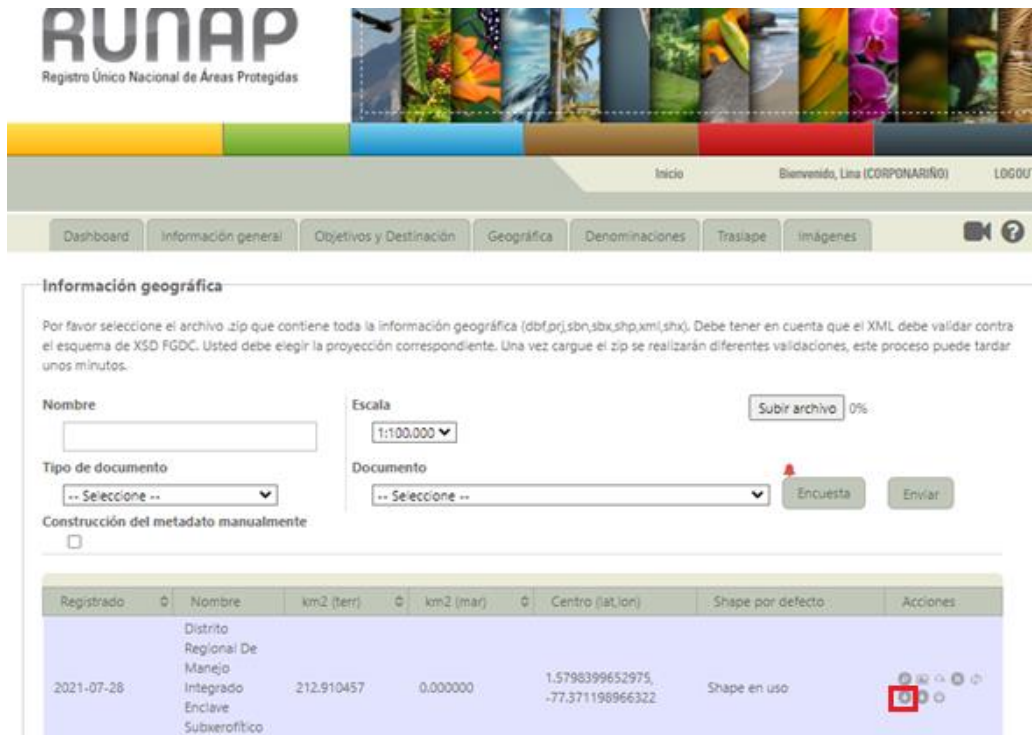 RUNAP
Registro Único Nacional de Áreas Protegidas
Inicio
Bienvenido, Lina (CORPONARIÑO)
LOGOUT
Dashboard
Información general
Objetivos y Destinación
Geográfica
Denominaciones
Traslape
Imágenes
Información geográfica
Por favor seleccione el archivo .zip que contiene toda la información geográfica (dbf,prj,sbn,sbx,shp,xml,shx). Debe tener en cuenta que el XML debe validar contra
el esquema de XSD FGDC. Usted debe elegir la proyección correspondiente. Una vez cargue el zip se realizarán diferentes validaciones, este proceso puede tardar
unos minutos.
Nombre
Escala
1:100.000
Subir archivo 0%
Tipo de documento
Documento
-- Seleccione --
-- Seleccione --
Encuesta
Enviar
Construcción del metadato manualmente
Registrado
Nombre
km2 (terr)
km2 (mar)
Centro (lat,lon)
Shape por defecto
Acciones
2021-07-28
Distrito
Regional De
Manejo
Integrado
Enclave
Subxerofítico
212.910457
0.000000
1.5798399652975,
-77.371198966322
Shape en uso